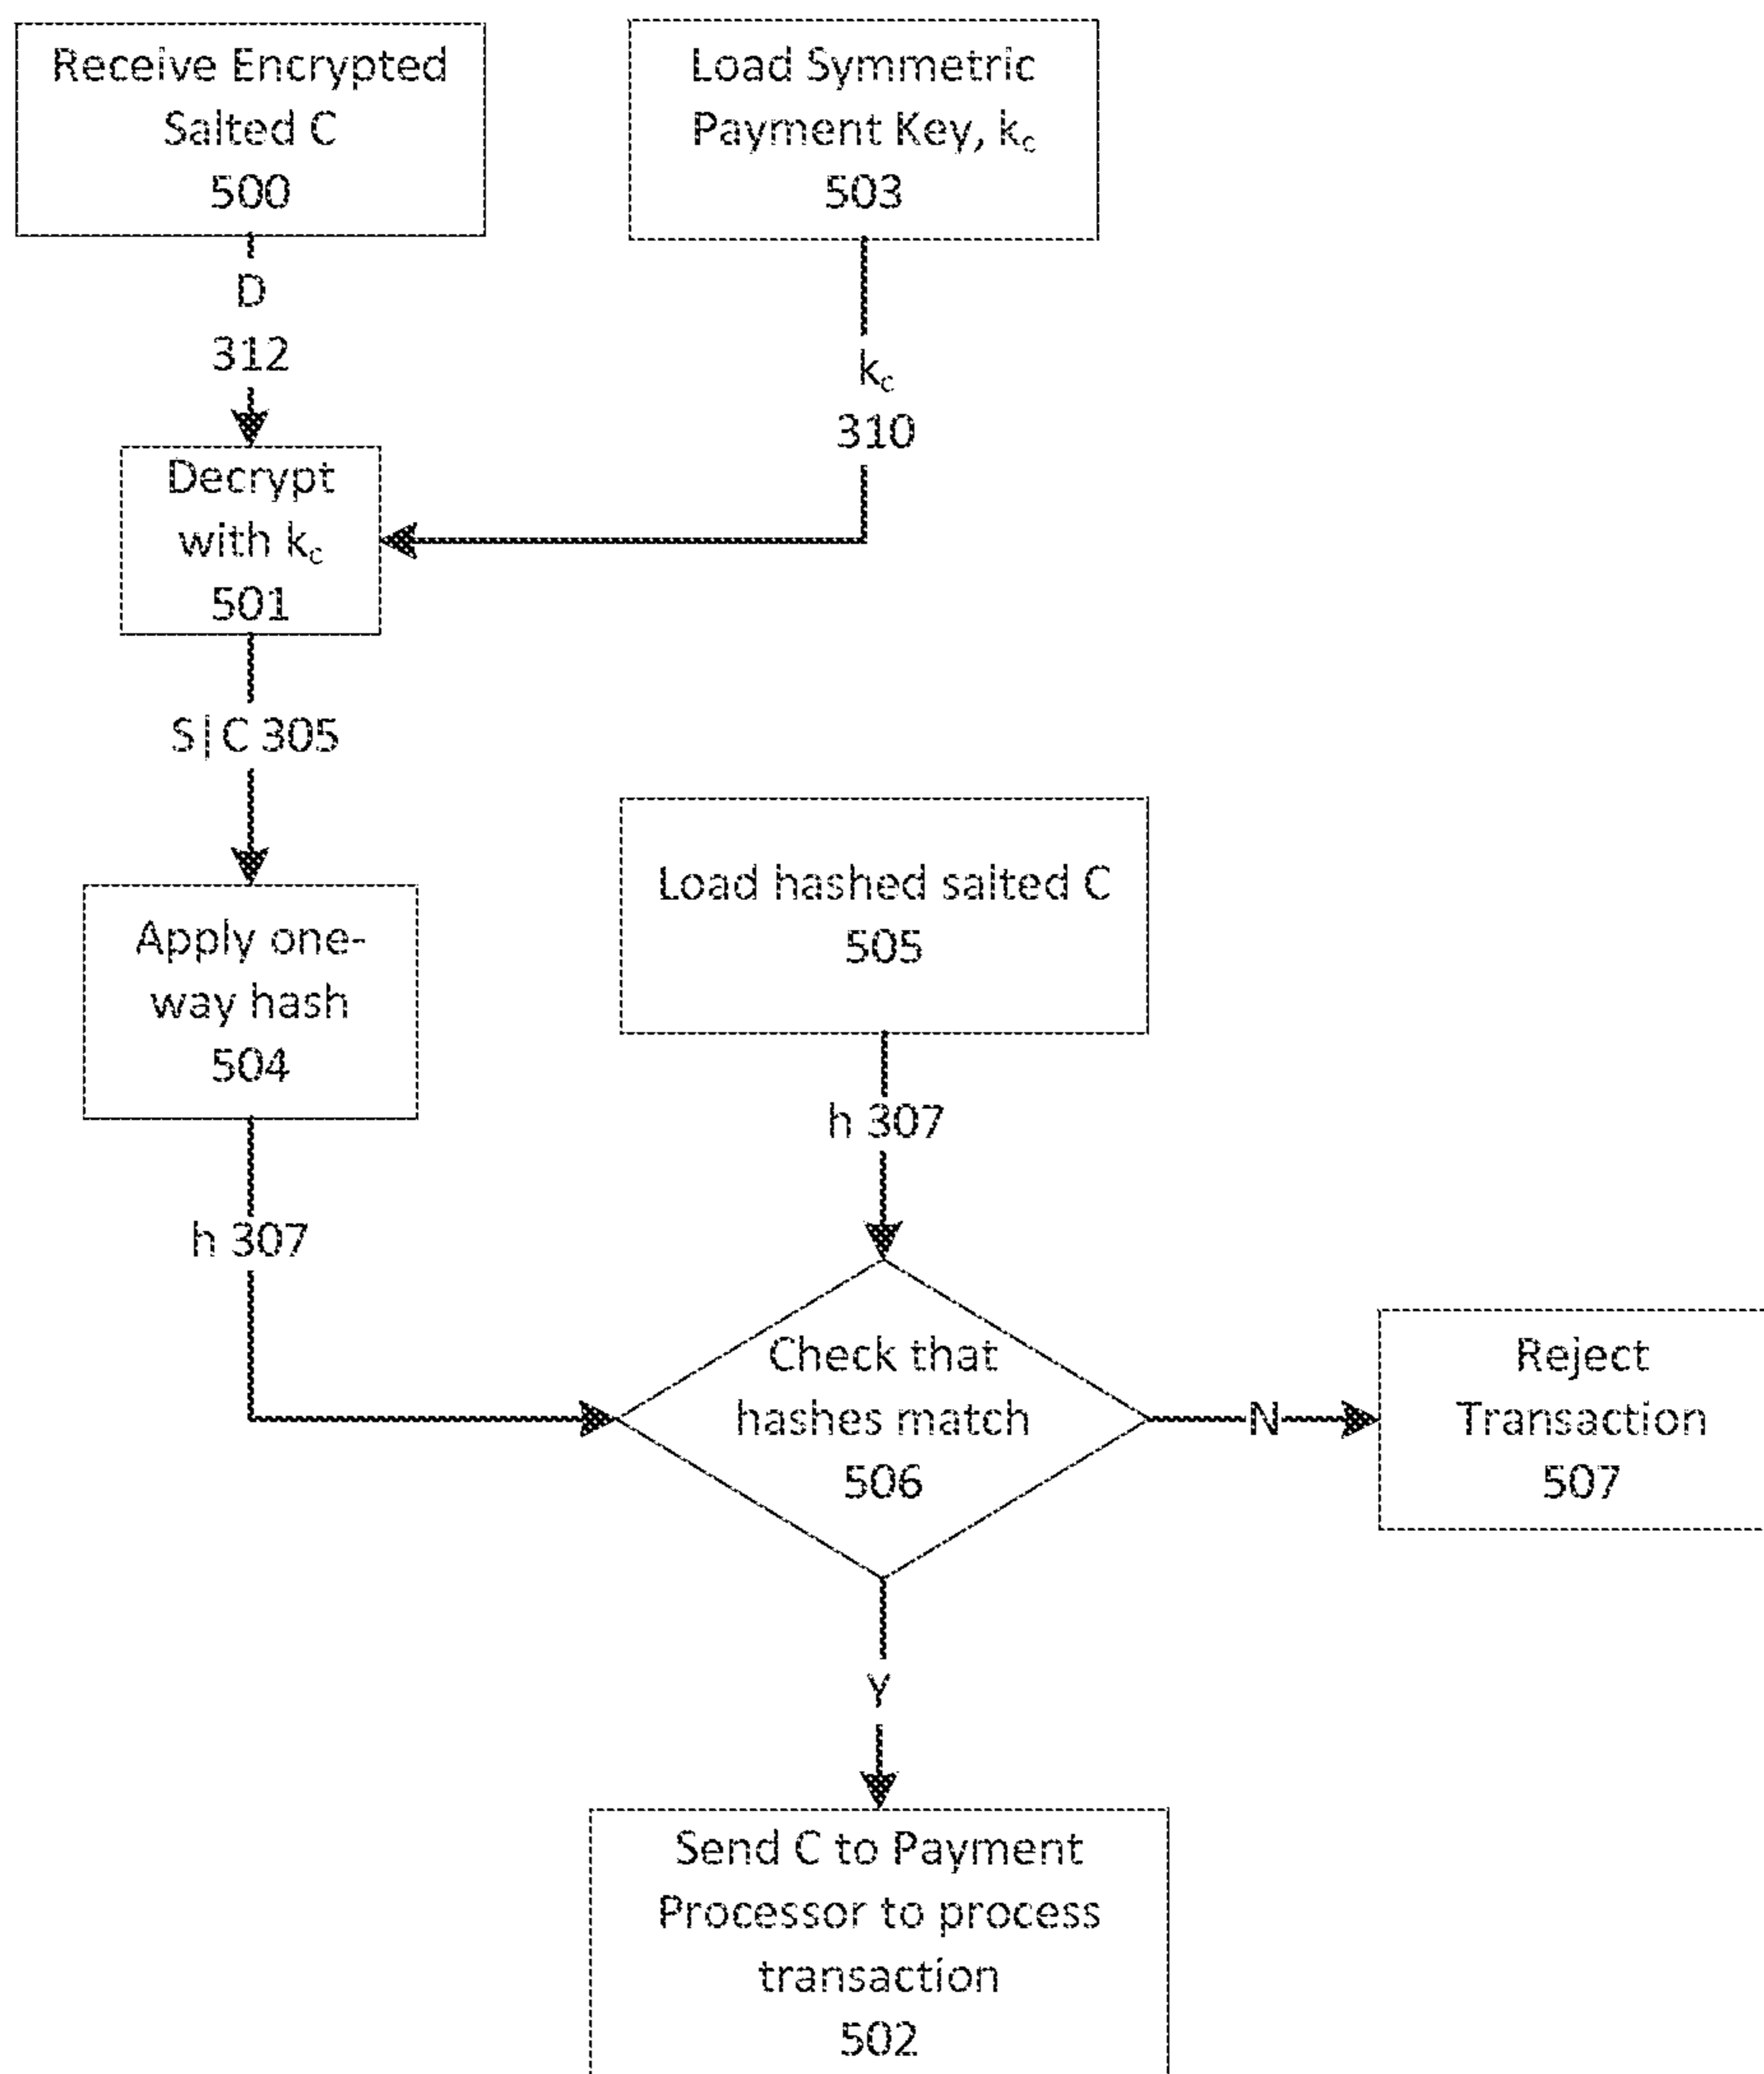 Receive Encrypted
Salted C
500
Load Symmetric
Payment Key, kc
503
D
312
kc
310
Decrypt
with kc
501
S|C 305
Apply one-
way hash
504
Load hashed salted C
505
h 307
h 307
Check that
hashes match
506
N
Reject
Transaction
507
Y
Send C to Payment
Processor to process
transaction
502